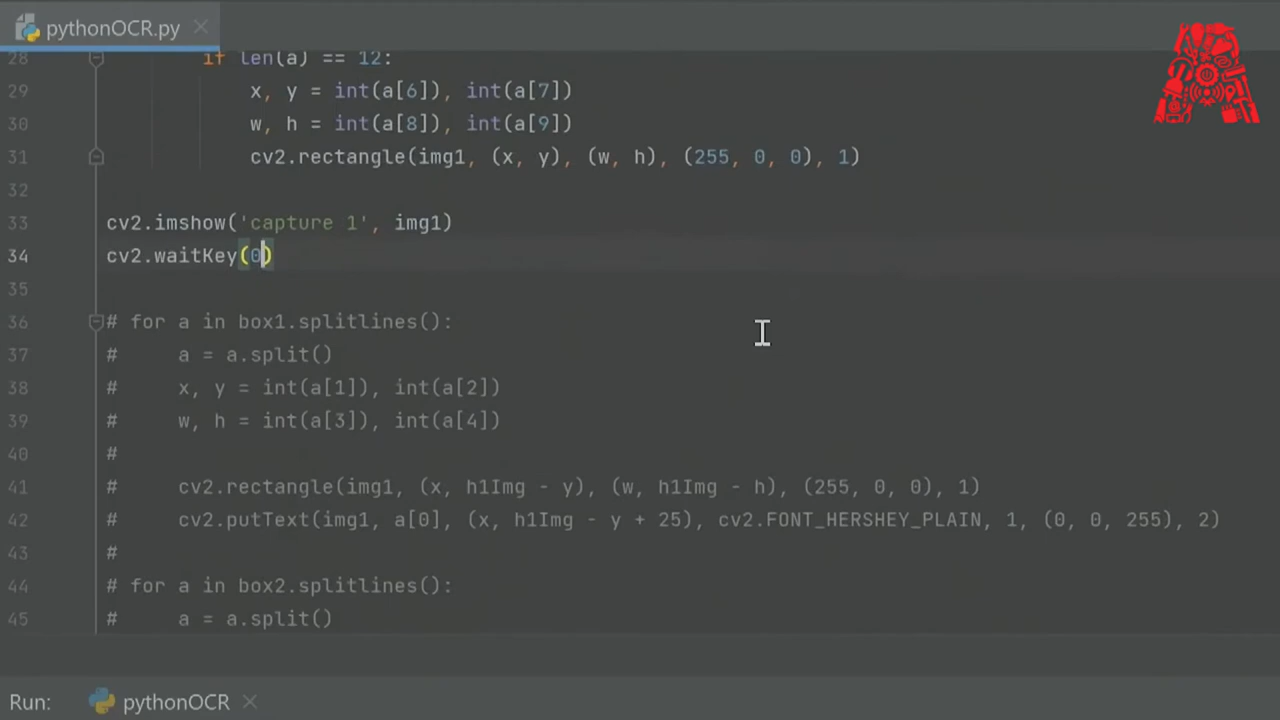 pythonOCR.py
28 if len(a) == 12:
29 x, y = int(a[6]), int(a[7])
30 w, h = int(a[8]), int(a[9])
31 cv2.rectangle(img1, (x, y), (w, h), (255, 0, 0), 1)
32
33 cv2.imshow('capture 1', img1)
34 cv2.waitKey(0)
35
36 # for a in box1.splitlines():
37 #     a = a.split()
38 #     x, y = int(a[1]), int(a[2])
39 #     w, h = int(a[3]), int(a[4])
40 #
41 #     cv2.rectangle(img1, (x, h1Img - y), (w, h1Img - h), (255, 0, 0), 1)
42 #     cv2.putText(img1, a[0], (x, h1Img - y + 25), cv2.FONT_HERSHEY_PLAIN, 1, (0, 0, 255), 2)
43 #
44 # for a in box2.splitlines():
45 #     a = a.split()
Run: pythonOCR